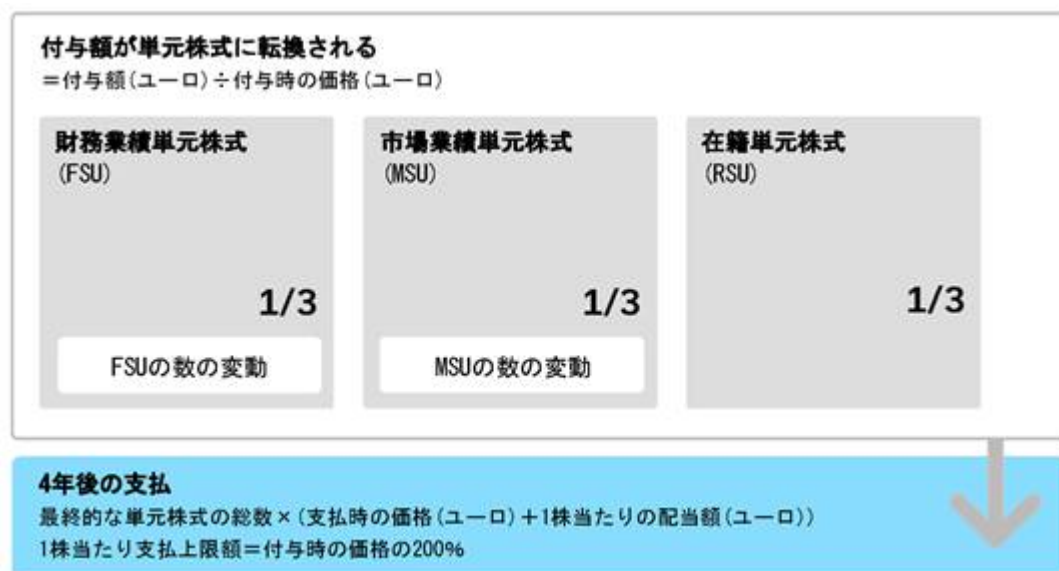 付与額が単元株式に転換される
＝付与額(ユーロ)÷付与時の価格(ユーロ)
財務業績単元株式
(FSU)
1/3
FSUの数の変動
市場業績単元株式
(MSU)
1/3
MSUの数の変動
在籍単元株式
(RSU)
1/3
4年後の支払
最終的な単元株式の総数×(支払時の価格(ユーロ)＋1株当たりの配当額(ユーロ))
1株当たり支払上限額＝付与時の価格の200%